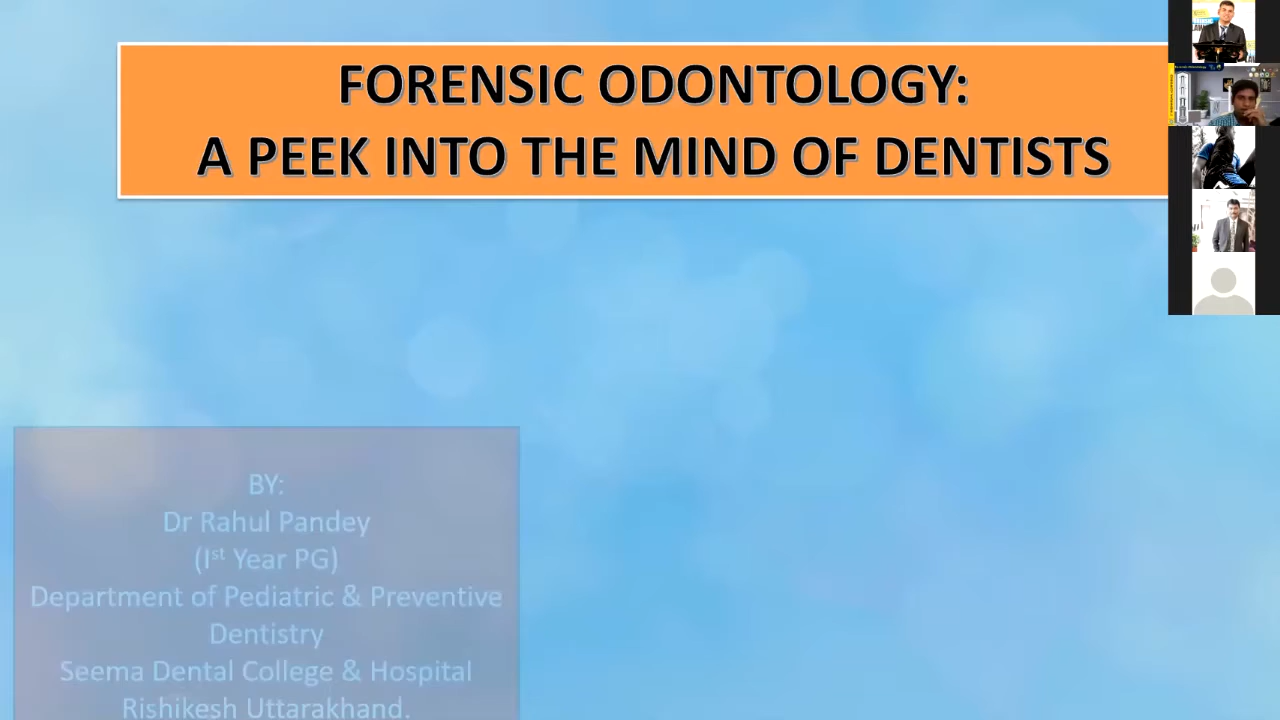 FORENSIC ODONTOLOGY:
A PEEK INTO THE MIND OF DENTISTS
BY:
Dr Rahul Pandey
(Ist Year PG)
Department of Pediatric & Preventive
Dentistry
Seema Dental College & Hospital
Rishikesh Uttarakhand.